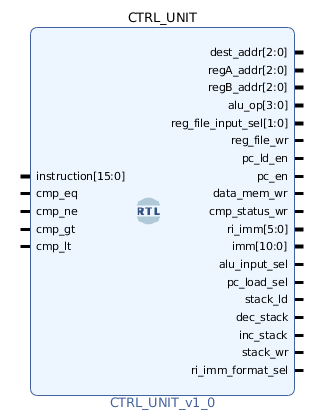 CTRL_UNIT
instruction[15:0]
cmp_eq
cmp_ne
cmp_gt
cmp_lt
RTL
dest_addr[2:0]
regA_addr[2:0]
regB_addr[2:0]
alu_op[3:0]
reg_file_input_sel[1:0]
reg_file_wr
pc_ld_en
pc_en
data_mem_wr
cmp_status_wr
ri_imm[5:0]
imm[10:0]
alu_input_sel
pc_load_sel
stack_ld
dec_stack
inc_stack
stack_wr
ri_imm_format_sel
CTRL_UNIT_v1_0